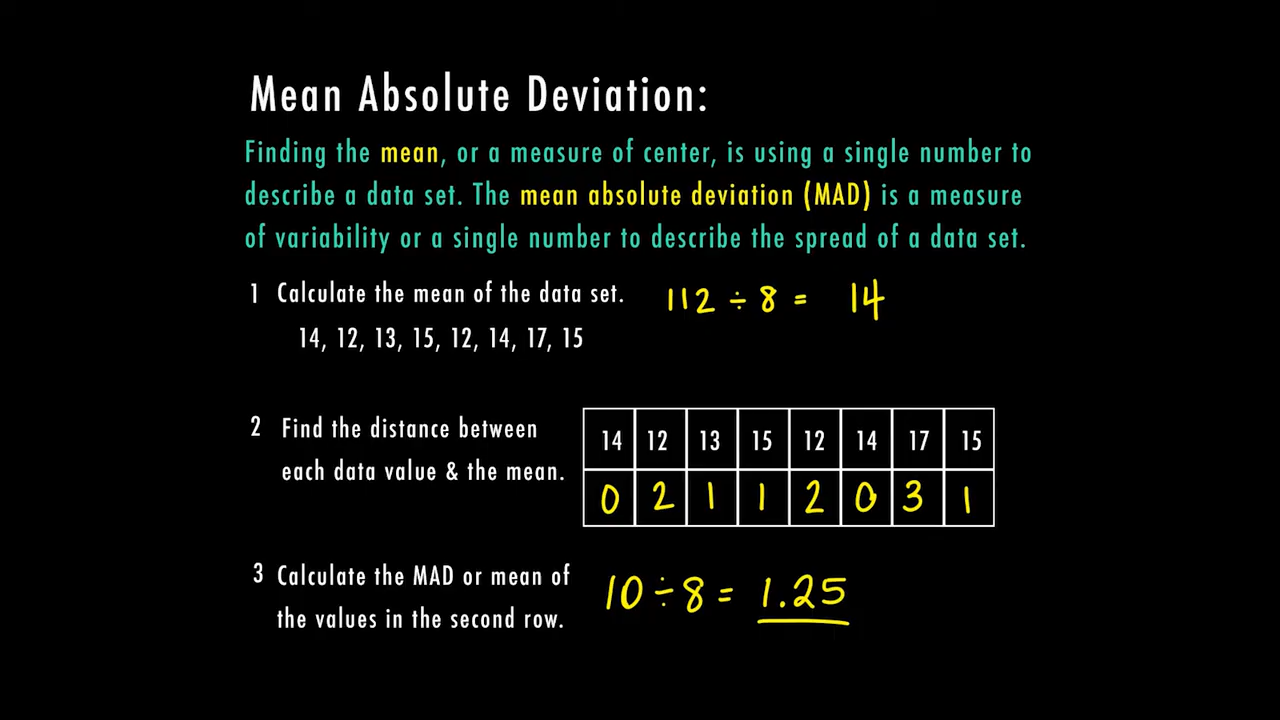 Mean Absolute Deviation:
Finding the mean, or a measure of center, is using a single number to
describe a data set. The mean absolute deviation (MAD) is a measure
of variability or a single number to describe the spread of a data set.
1 Calculate the mean of the data set. 112 ÷ 8 = 14
14, 12, 13, 15, 12, 14, 17, 15
2 Find the distance between
each data value & the mean.
14 12 13 15 12 14 17 15
0 2 1 1 2 0 3 1
3 Calculate the MAD or mean of
the values in the second row.
10 ÷ 8 = 1.25